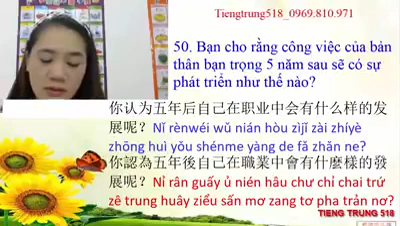 Tiengtrung518_0969.810.971
50. Bạn cho rằng công việc của bản
thân bạn trọng 5 năm sau sẽ có sự
phát triển như thế nào?
你认为五年后自己在职业中会有什么样的发
展呢? Nǐ rènwéi wǔ nián hòu zìjǐ zài zhíyè
zhōng huì yǒu shénme yàng de fǎ zhǎn ne?
你認為五年後自己在職業中會有什麼樣的發
展呢? Nỉ rân guấy ủ nién hâu chư chỉ chai trứ
zê trung huây ziểu sấn mơ zang tơ pha trản nơ?
TIENG TRUNG 518